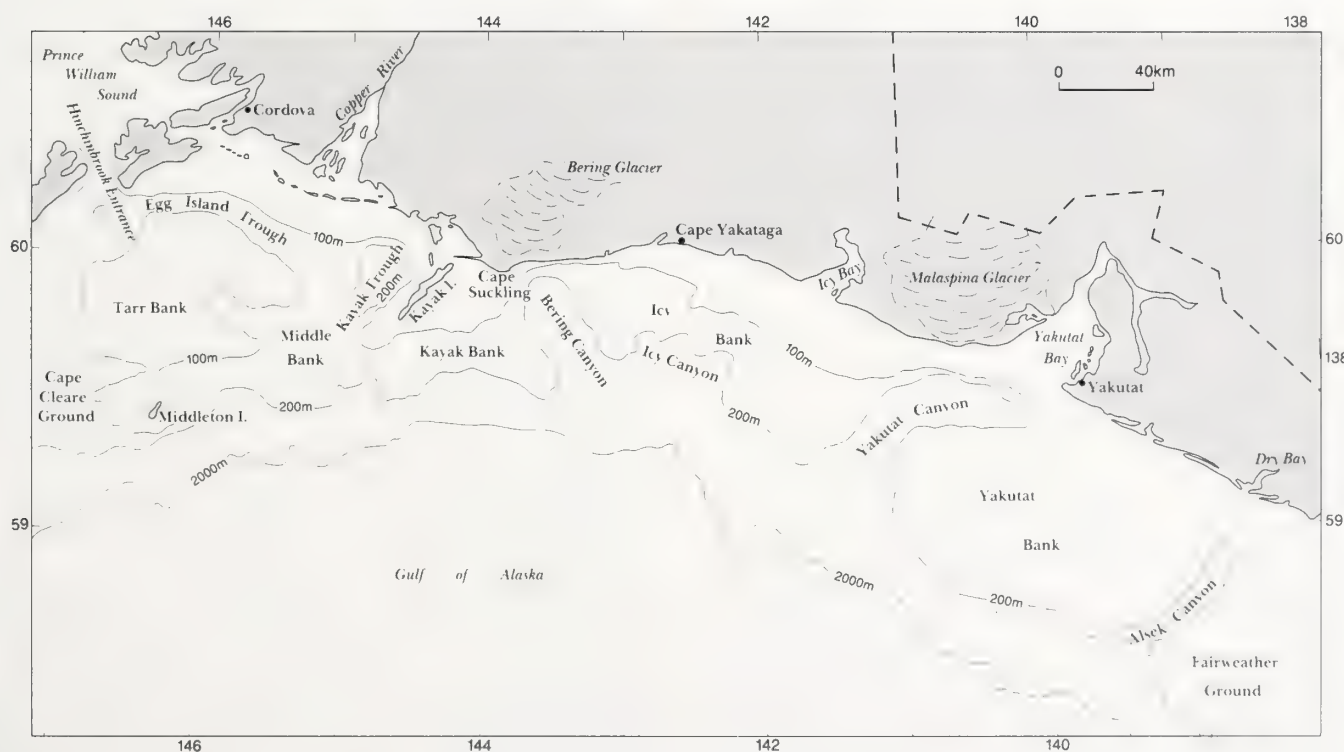 146
144
142
140
138
Prince
William
Sound
Hinchinbrook Entrance
Cordova
Copper River
0 40km
Bering Glacier
Egg Island Trough
100m
60
60
Cape Yakataga
Icy Bay
Malaspina Glacier
Kayak Trough
200m
Kayak I.
Cape
Suckling
Tarr Bank
Bering Canyon
Icy
Bank
Middle
Bank
Kayak Bank
Icy Canyon
100m
Yakutat
Bay
138
100m
Cape
Cleare
Ground
Middleton I.
200m
200m
Yakutat
Yakutat Canyon
2000m
Dry Bay
59
59
Yakutat
Bank
Gulf of Alaska
2000m
200m
Alsek Canyon
Fairweather
Ground
146
144
142
140